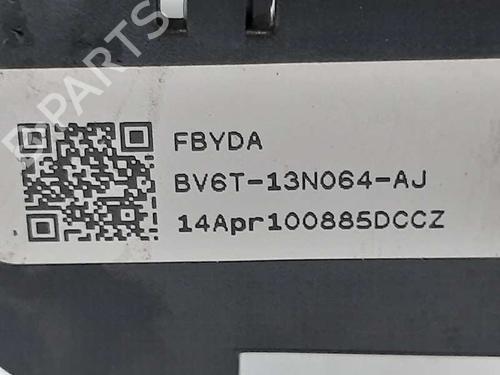 B-PARTS
FBYDA
BV6T-13N064-AJ
14Apr100885DCCZ